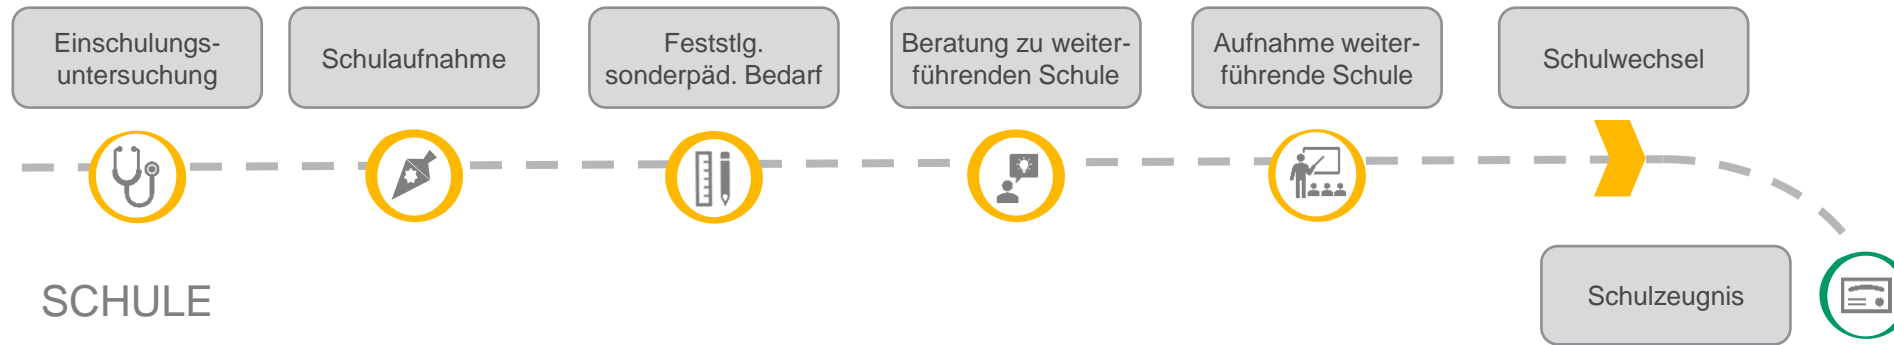 Einschulungs-
untersuchung
Schulaufnahme
Feststlg.
sonderpäd. Bedarf
Beratung zu weiter-
führenden Schule
Aufnahme weiter-
führende Schule
Schulwechsel
SCHULE
Schulzeugnis